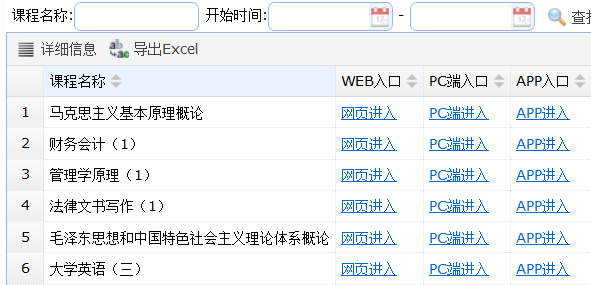 课程名称: 开始时间: - 查找
详细信息 导出Excel
课程名称 WEB入口 PC端入口 APP入口
1 马克思主义基本原理概论 网页进入 PC端进入 APP进入
2 财务会计（1） 网页进入 PC端进入 APP进入
3 管理学原理（1） 网页进入 PC端进入 APP进入
4 法律文书写作（1） 网页进入 PC端进入 APP进入
5 毛泽东思想和中国特色社会主义理论体系概论 网页进入 PC端进入 APP进入
6 大学英语（三） 网页进入 PC端进入 APP进入